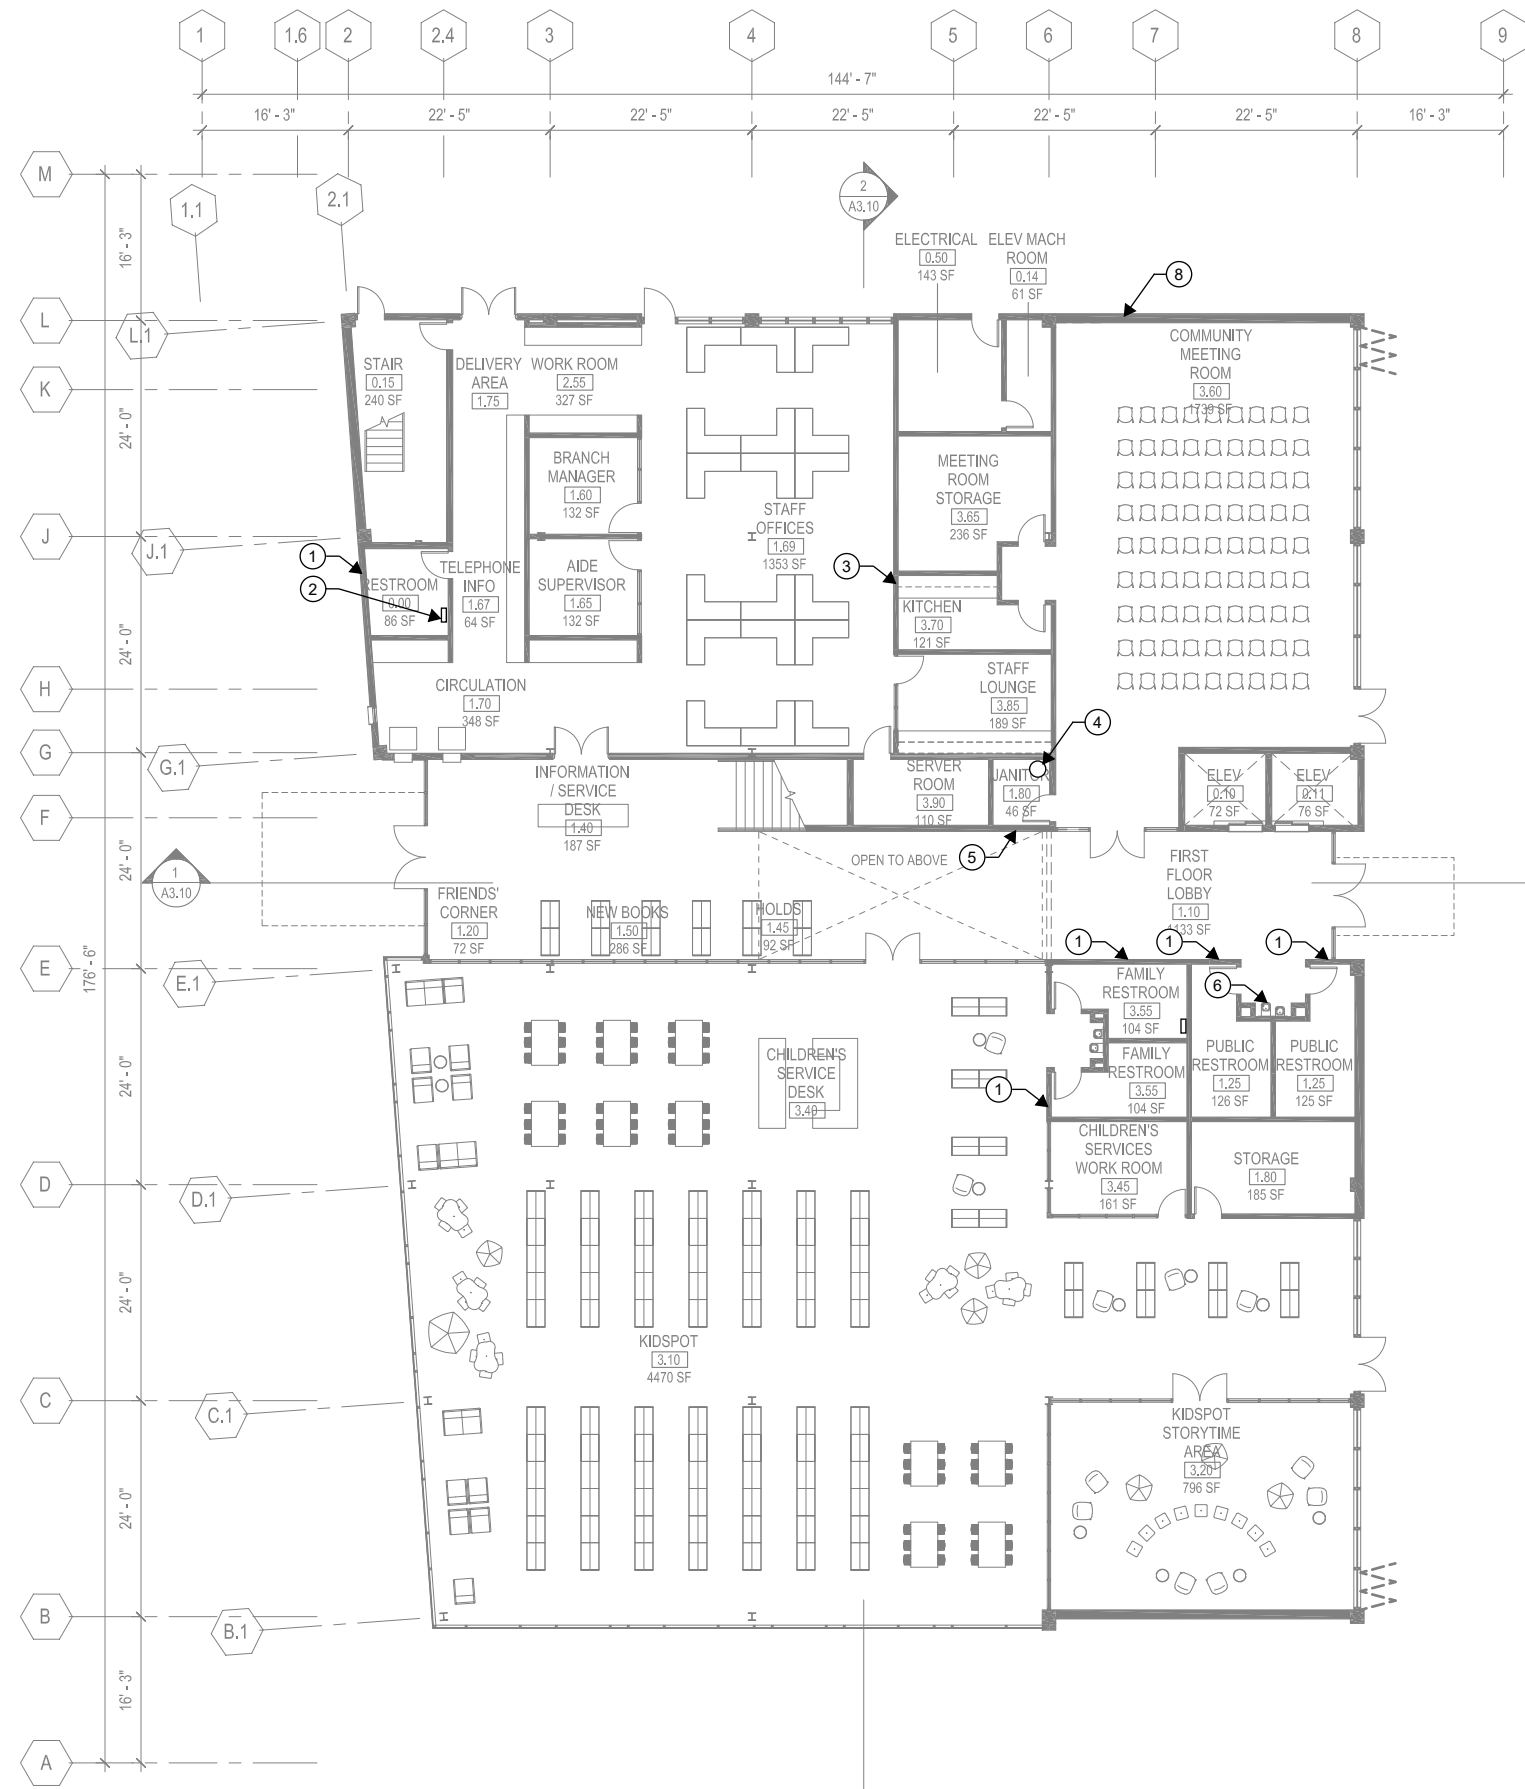 1
1.6
2
2.4
3
4
5
6
7
8
9
144' - 7"
16' - 3"
22' - 5"
22' - 5"
22' - 5"
22' - 5"
22' - 5"
16' - 3"
M
1.1
2.1
2
A3.10
16' - 3"
ELECTRICAL
0.50
143 SF
ELEV MACH
ROOM
0.14
61 SF
8
L
L.1
COMMUNITY
MEETING
ROOM
3.60
1739 SF
STAIR
0.15
240 SF
DELIVERY
AREA
1.75
WORK ROOM
2.55
327 SF
K
24' - 0"
BRANCH
MANAGER
1.60
132 SF
MEETING
ROOM
STORAGE
3.65
236 SF
STAFF
OFFICES
1.69
1353 SF
J
J.1
1
2
3
RESTROOM
0.00
86 SF
TELEPHONE
INFO
1.67
64 SF
AIDE
SUPERVISOR
1.65
132 SF
KITCHEN
3.70
121 SF
24' - 0"
H
CIRCULATION
1.70
348 SF
STAFF
LOUNGE
3.85
189 SF
4
G
G.1
INFORMATION
/ SERVICE
DESK
1.40
187 SF
SERVER
ROOM
3.90
110 SF
JANITOR
1.80
46 SF
ELEV
0.10
72 SF
ELEV
0.11
76 SF
F
24' - 0"
1
A3.10
OPEN TO ABOVE
5
FIRST
FLOOR
LOBBY
1.10
1133 SF
FRIENDS'
CORNER
1.20
72 SF
NEW BOOKS
1.50
286 SF
HOLDS
1.45
92 SF
1
1
1
E
176' - 6"
E.1
6
FAMILY
RESTROOM
3.55
104 SF
FAMILY
RESTROOM
3.55
104 SF
PUBLIC
RESTROOM
1.25
126 SF
PUBLIC
RESTROOM
1.25
125 SF
CHILDREN'S
SERVICE
DESK
3.40
1
24' - 0"
CHILDREN'S
SERVICES
WORK ROOM
3.45
161 SF
STORAGE
1.80
185 SF
D
D.1
24' - 0"
KIDSPOT
3.10
4470 SF
C
C.1
KIDSPOT
STORYTIME
AREA
3.20
796 SF
24' - 0"
B
B.1
16' - 3"
A